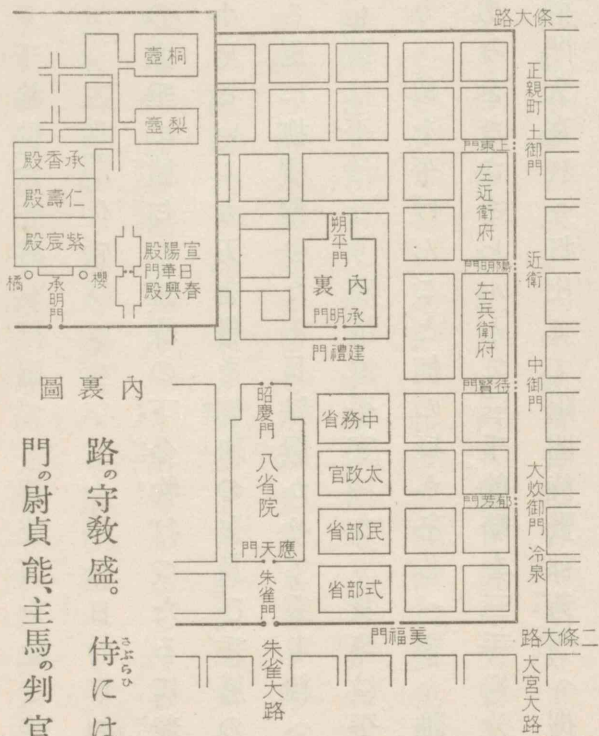 一條大路
正親町
土御門
近衛
中御門
大炊御門
冷泉
二條大路
大宮大路
上東門
左近衛府
陽明門
左兵衛府
待賢門
郁芳門
美福門
朔平門
內裏
承明門
建禮門
中務省
太政官
民部省
式部省
昭慶門
八省院
應天門
朱雀門
朱雀大路
桐壺
梨壺
承香殿
仁壽殿
紫宸殿
宣陽殿
日華門
春興殿
櫻
橘
承明門
內裏圖
路の守敎盛。侍には
さぶらひ
門の尉貞能、主馬の判官